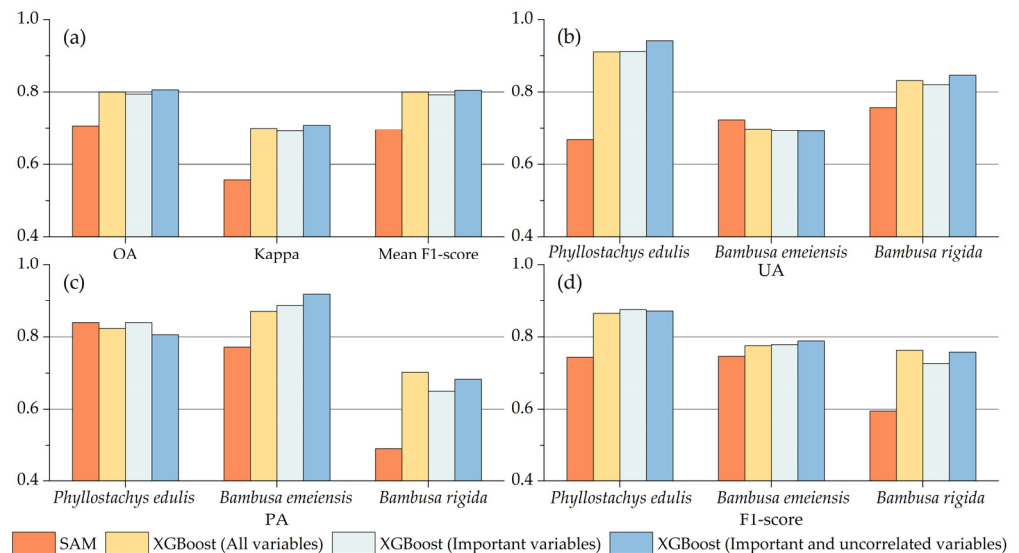 1.0
(a)
0.8
0.6
0.4
OA Kappa Mean F1-score
1.0
(b)
0.8
0.6
0.4
Phyllostachys edulis Bambusa emeiensis Bambusa rigida
UA
1.0
(c)
0.8
0.6
0.4
Phyllostachys edulis Bambusa emeiensis Bambusa rigida
PA
1.0
(d)
0.8
0.6
0.4
Phyllostachys edulis Bambusa emeiensis Bambusa rigida
F1-score
SAM XGBoost (All variables) XGBoost (Important variables) XGBoost (Important and uncorrelated variables)